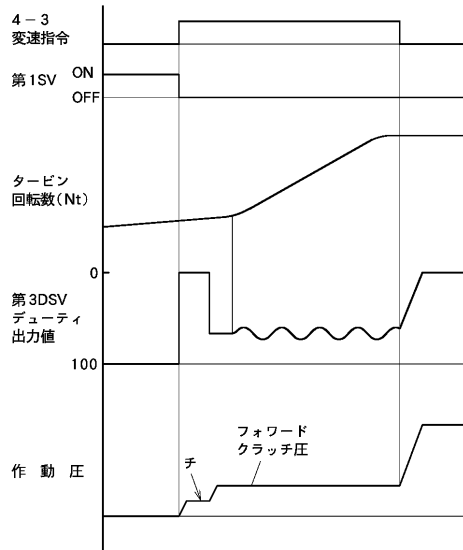 4－3
変速指令
第1SV
ON
OFF
タービン
回転数(Nt)
0
第3DSV
デューティ
出力値
100
フォワード
クラッチ圧
チ
作動圧